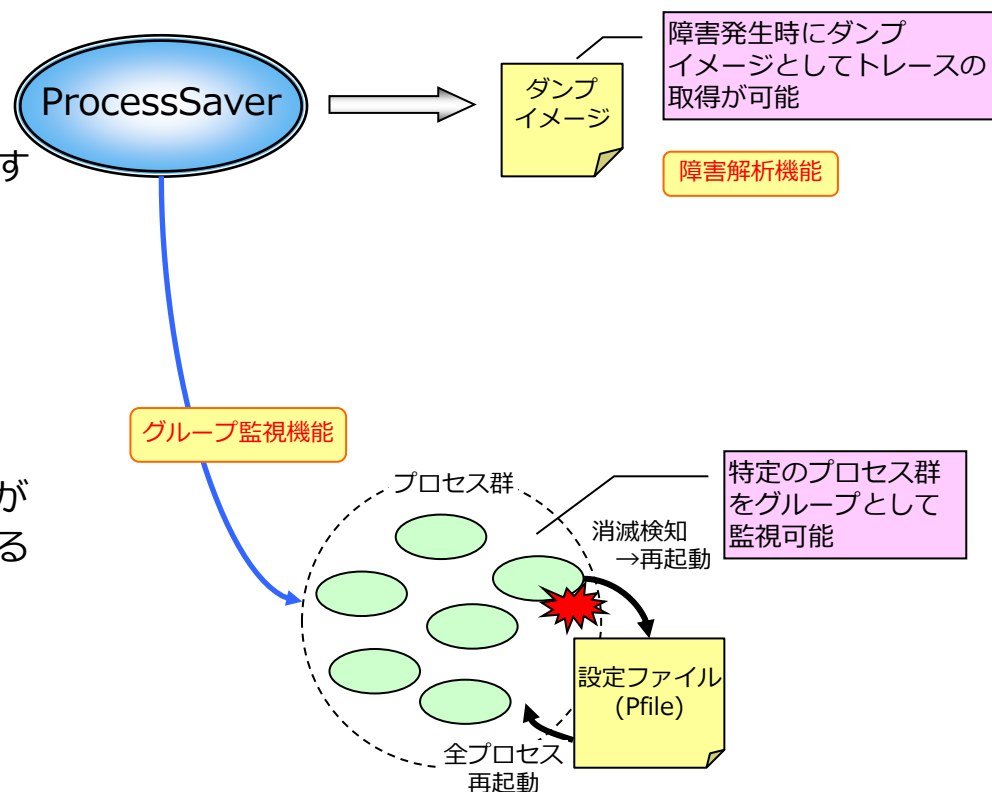 障害発生時にダンプ
イメージとしてトレースの
取得が可能
ProcessSaver
ダンプ
イメージ
す
障害解析機能
グループ監視機能
が
る
プロセス群
特定のプロセス群
をグループとして
監視可能
消滅検知
→再起動
設定ファイル
(Pfile)
全プロセス
再起動